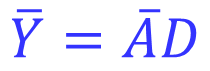 Ȳ = ĀD